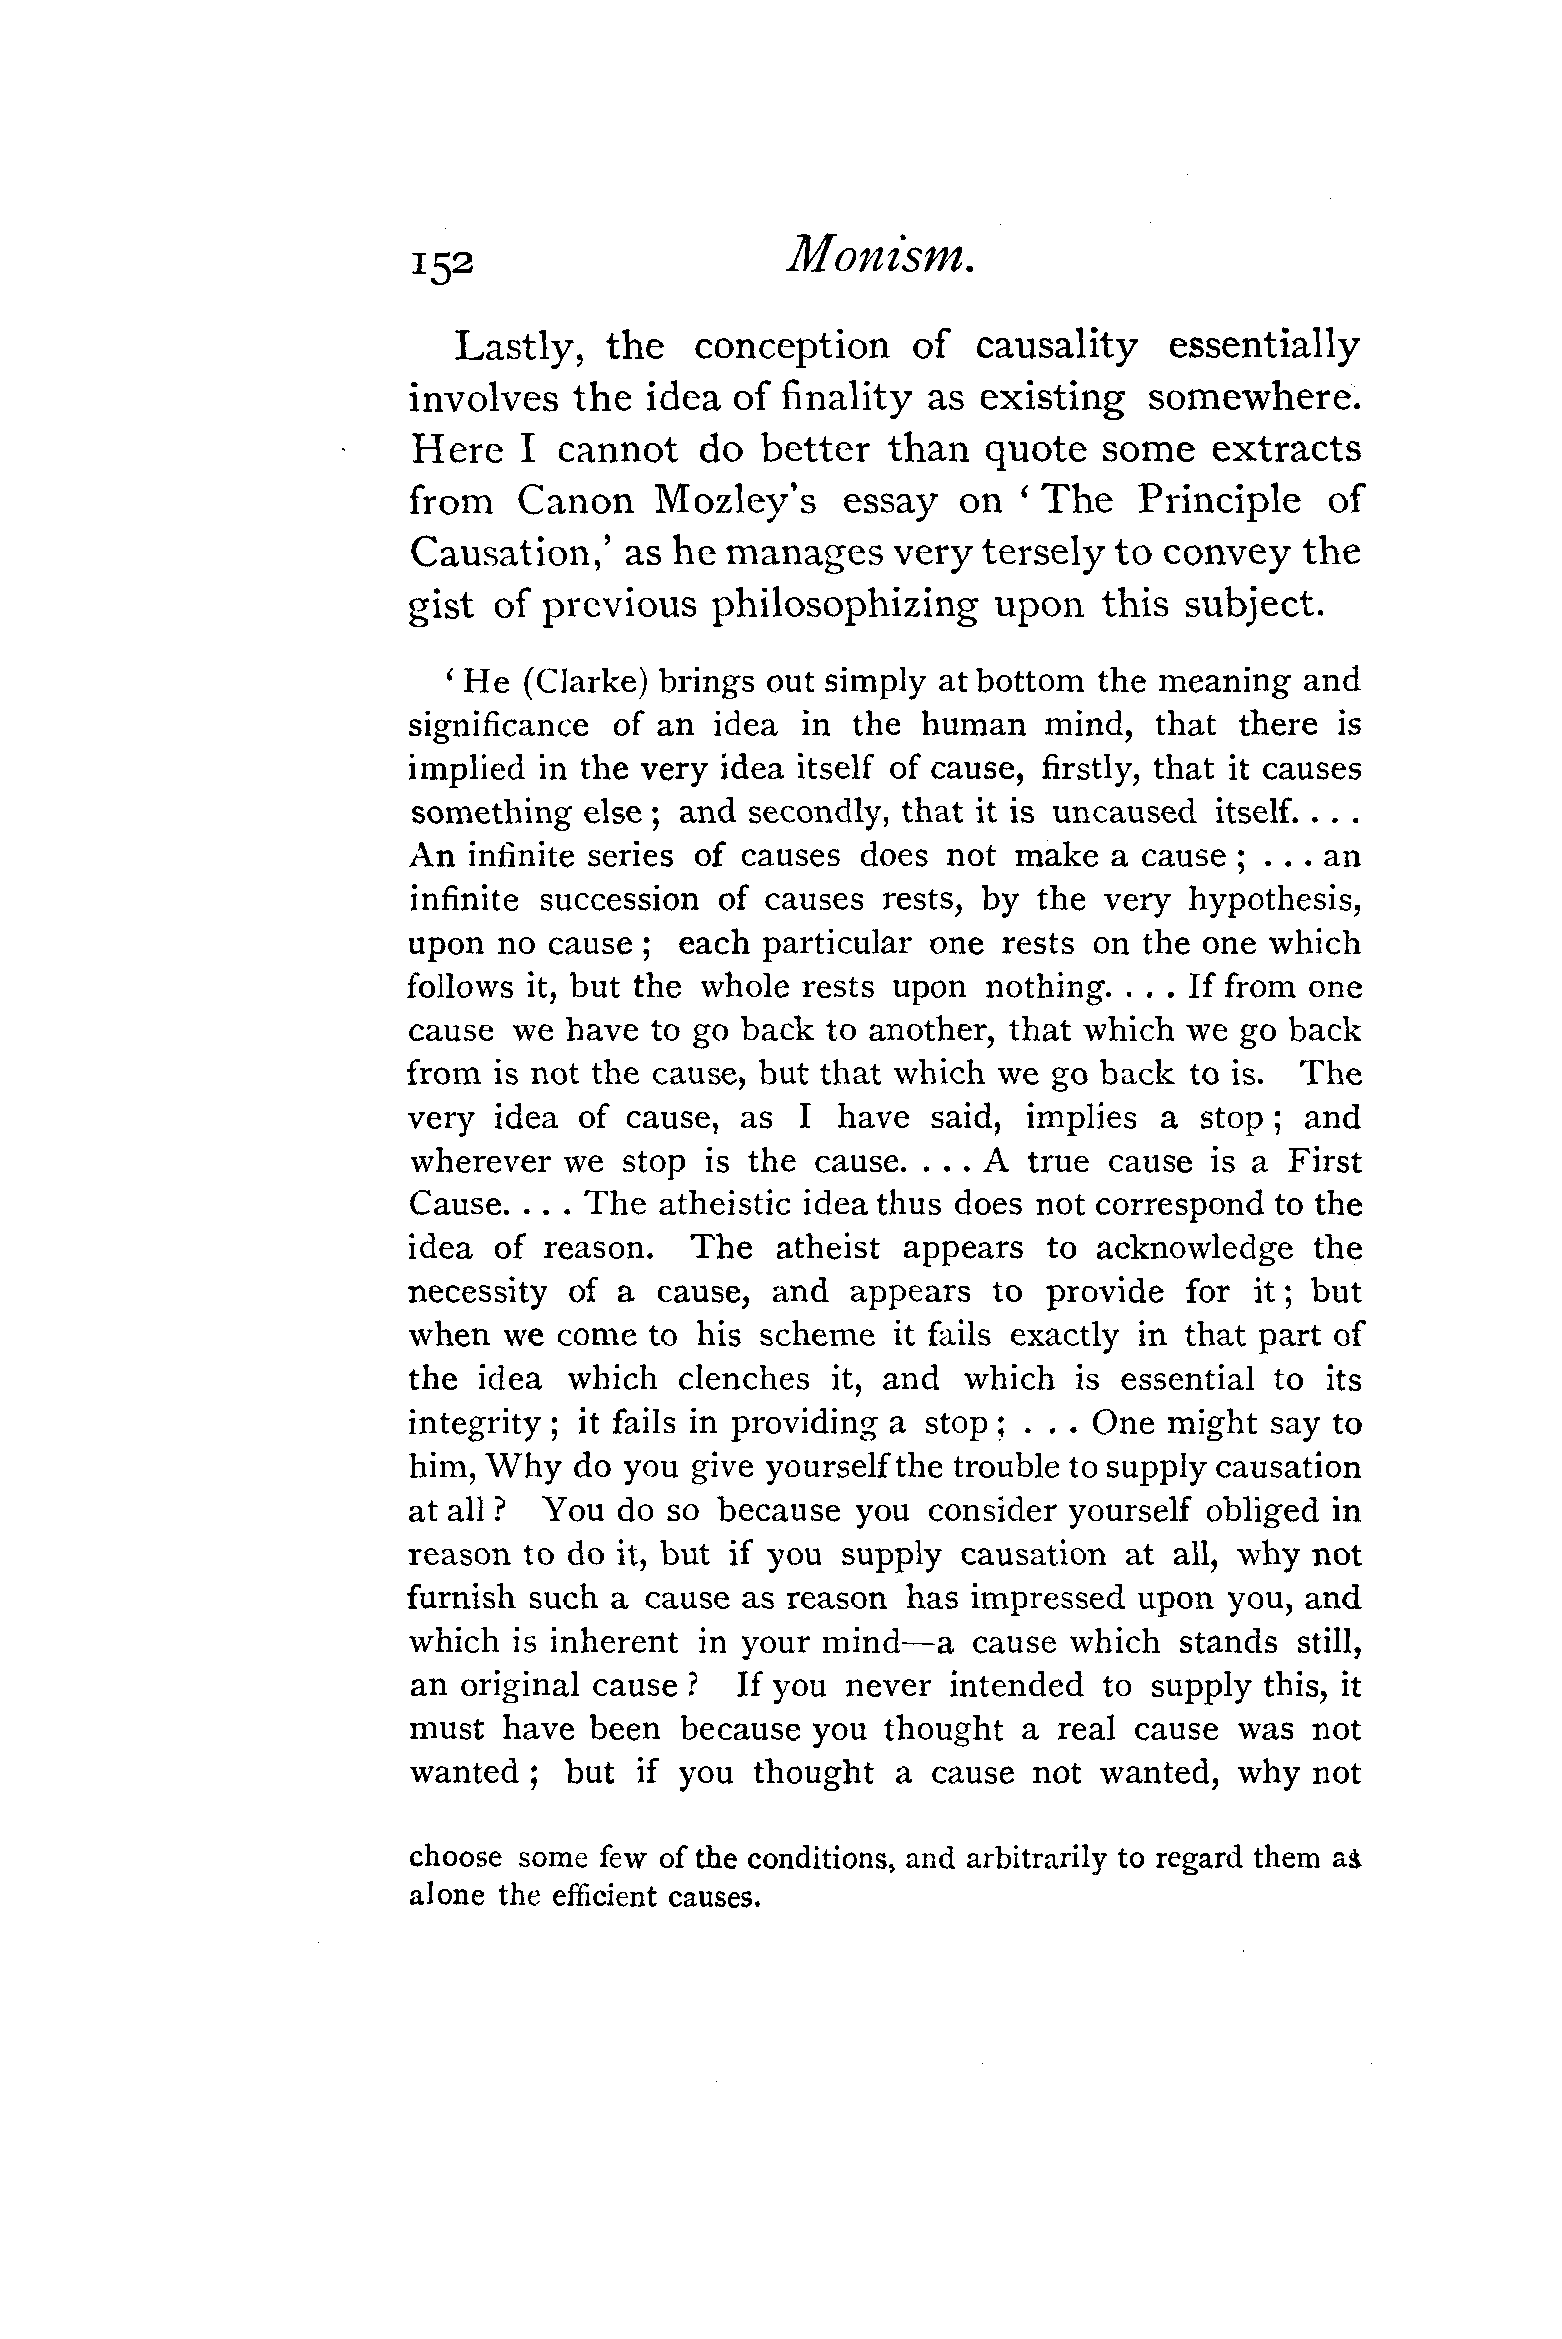 152 Monism.
Lastly, the conception of causality essentially
involves the idea of finality as existing somewhere.
Here I cannot do better than quote some extracts
from Canon Mozley's essay on ‘ The Principle of
Causation,’ as he manages very tersely to convey the
gist of previous philosophizing upon this subject.
‘ He (Clarke) brings out simply at bottom the meaning and
significance of an idea in the human mind, that there is
implied in the very idea itself of cause, firstly, that it causes
something else ; and secondly, that it is uncaused itself. . . .
An infinite series of causes does not make a cause ; . . . an
infinite succession of causes rests, by the very hypothesis,
upon no cause ; each particular one rests on the one which
follows it, but the whole rests upon nothing. . . . If from one
cause we have to go back to another, that which we go back
from is not the cause, but that which we go back to is. The
very idea of cause, as I have said, implies a stop ; and
wherever we stop is the cause. . . . A true cause is a First
Cause. . . . The atheistic idea thus does not correspond to the
idea of reason. The atheist appears to acknowledge the
necessity of a cause, and appears to provide for it ; but
when we come to his scheme it fails exactly in that part of
the idea which clenches it, and which is essential to its
integrity ; it fails in providing a stop ; . . . One might say to
him, Why do you give yourself the trouble to supply causation
at all ? You do so because you consider yourself obliged in
reason to do it, but if you supply causation at all, why not
furnish such a cause as reason has impressed upon you, and
which is inherent in your mind—a cause which stands still,
an original cause ? If you never intended to supply this, it
must have been because you thought a real cause was not
wanted ; but if you thought a cause not wanted, why not
choose some few of the conditions, and arbitrarily to regard them as
alone the efficient causes.